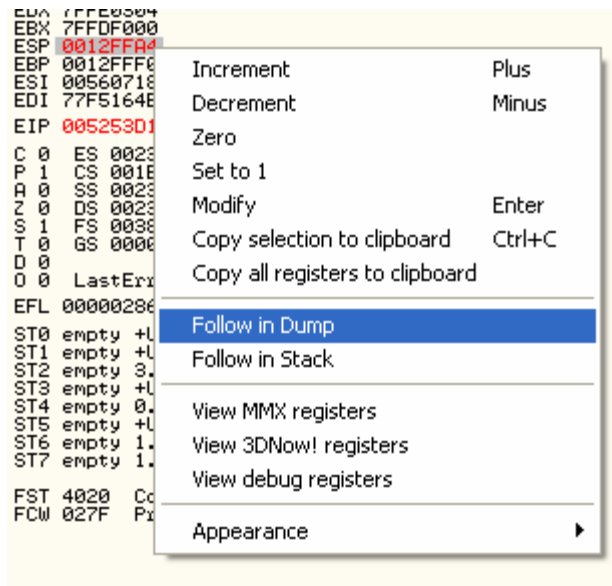 EDX 7FFE0304
EBX 7FFDF000
ESP 0012FFA4
EBP 0012FFF0
ESI 00560718
EDI 77F5164E
EIP 005253D1
C 0 ES 0023
P 1 CS 001B
A 0 SS 0023
Z 0 DS 0023
S 1 FS 0038
T 0 GS 0000
D 0
O 0 LastErr
EFL 00000286
ST0 empty +U
ST1 empty +U
ST2 empty 3.
ST3 empty +U
ST4 empty 0.
ST5 empty +U
ST6 empty 1.
ST7 empty 1.
FST 4020 Co
FCW 027F Pr
Increment Plus
Decrement Minus
Zero
Set to 1
Modify Enter
Copy selection to clipboard Ctrl+C
Copy all registers to clipboard
Follow in Dump
Follow in Stack
View MMX registers
View 3DNow! registers
View debug registers
Appearance